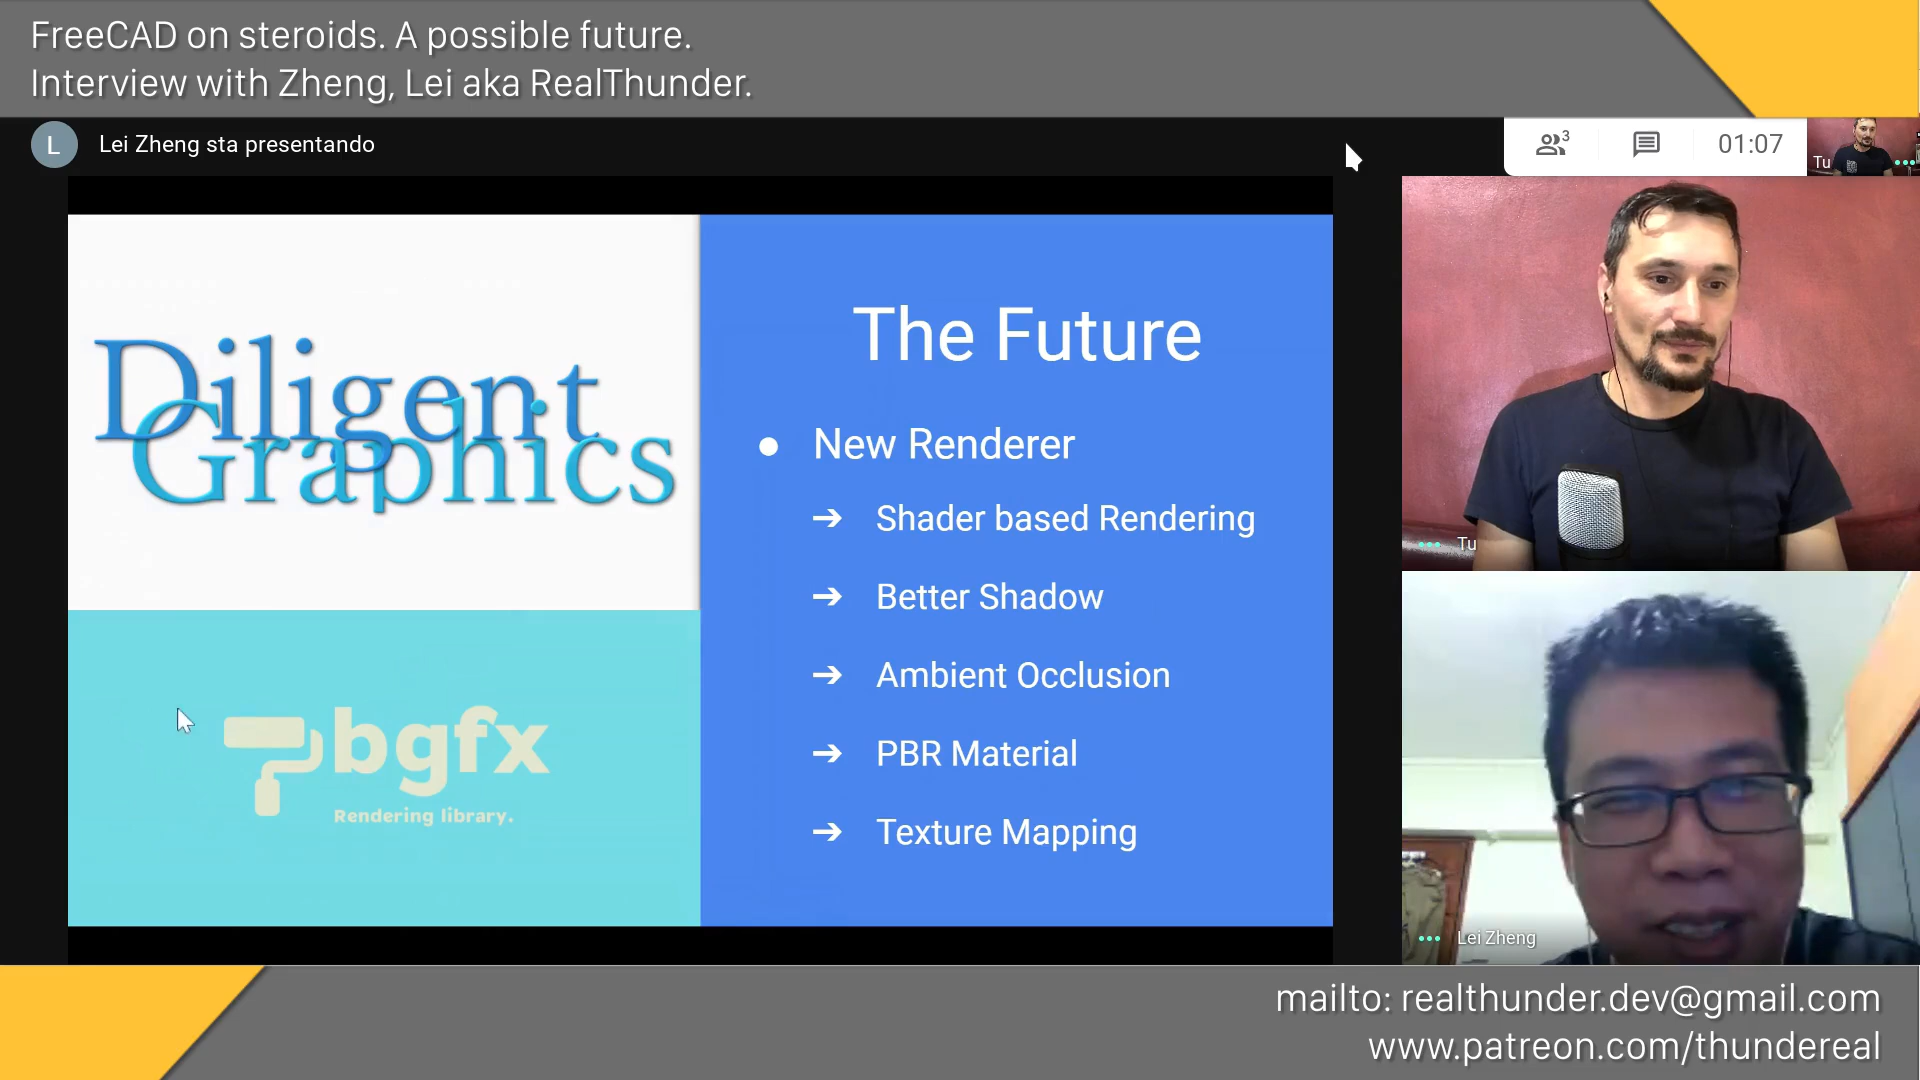 FreeCAD on steroids. A possible future.
Interview with Zheng, Lei aka RealThunder.
L
Lei Zheng sta presentando
3
01:07
Tu
Diligent
Graphics
The Future
● New Renderer
➔ Shader based Rendering
➔ Better Shadow
➔ Ambient Occlusion
➔ PBR Material
➔ Texture Mapping
bgfx
Rendering library.
Tu
Lei Zheng
mailto: realthunder.dev@gmail.com
www.patreon.com/thundereal